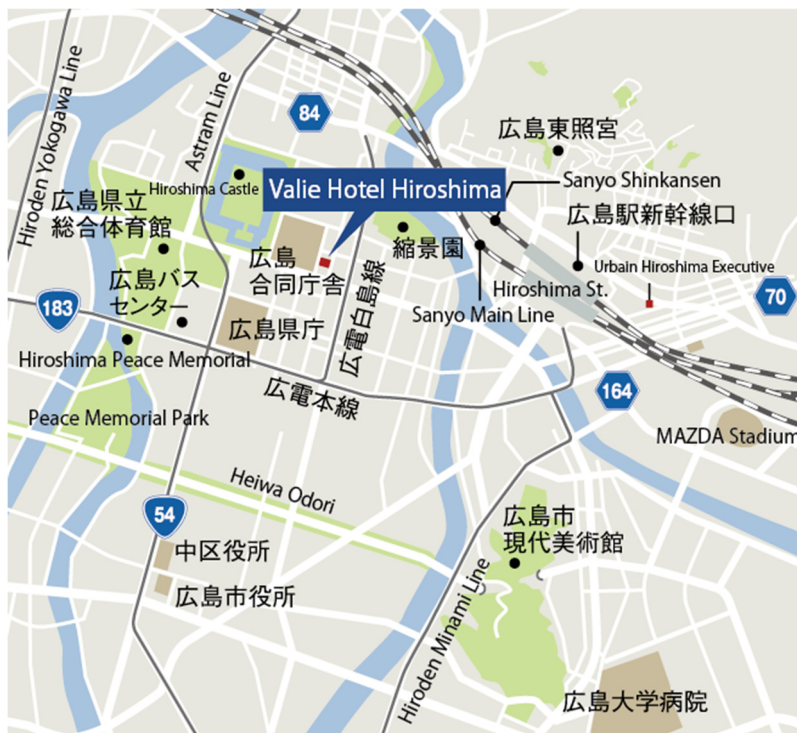 84
Astram Line
Hiroden Yokogawa Line
広島東照宮
Hiroshima Castle
Valie Hotel Hiroshima
Sanyo Shinkansen
広島県立
総合体育館
広島駅新幹線口
縮景園
広島
合同庁舎
広島バス
センター
Urbain Hiroshima Executive
Hiroshima St.
70
183
Sanyo Main Line
広島県庁
広電白島線
Hiroshima Peace Memorial
広電本線
164
Peace Memorial Park
MAZDA Stadium
Heiwa Odori
54
広島市
現代美術館
中区役所
広島市役所
Hiroden Minami Line
広島大学病院